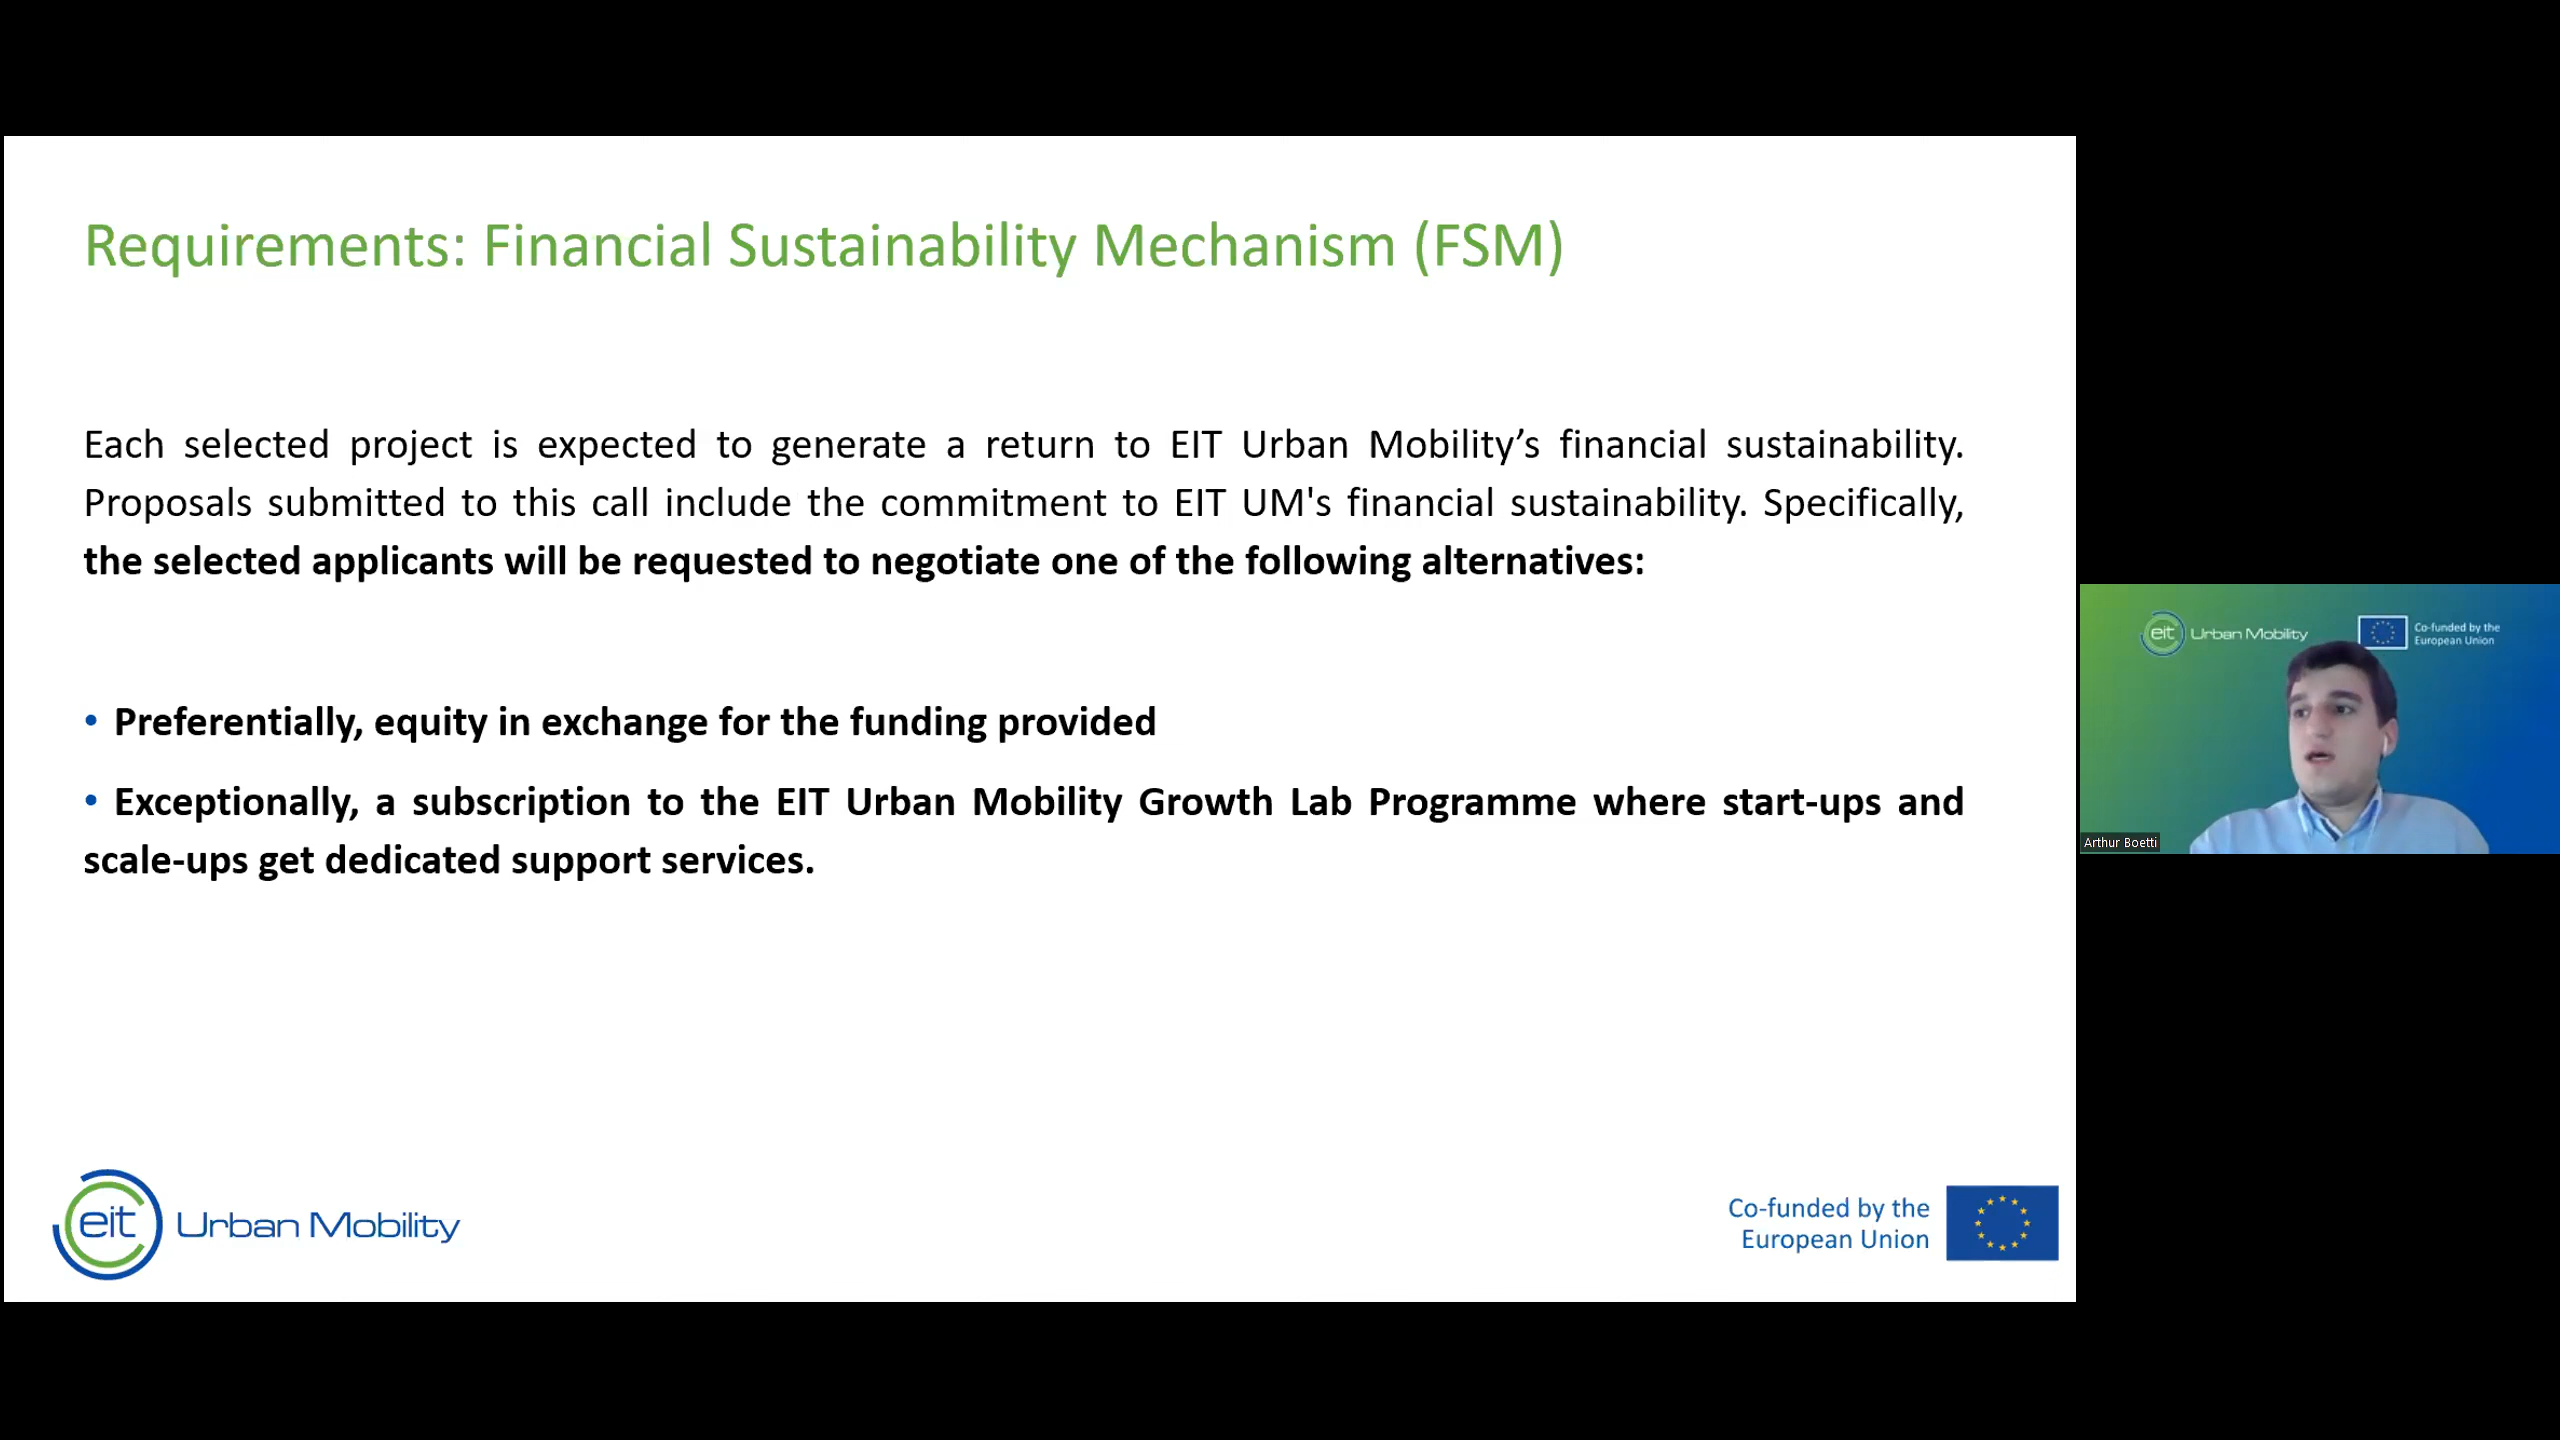 Requirements: Financial Sustainability Mechanism (FSM)
Each selected project is expected to generate a return to EIT Urban Mobility’s financial sustainability.
Proposals submitted to this call include the commitment to EIT UM's financial sustainability. Specifically,
the selected applicants will be requested to negotiate one of the following alternatives:
• Preferentially, equity in exchange for the funding provided
• Exceptionally, a subscription to the EIT Urban Mobility Growth Lab Programme where start-ups and
scale-ups get dedicated support services.
eit Urban Mobility
Co-funded by the
European Union
eit Urban Mobility
Co-funded by the
European Union
Arthur Boetti